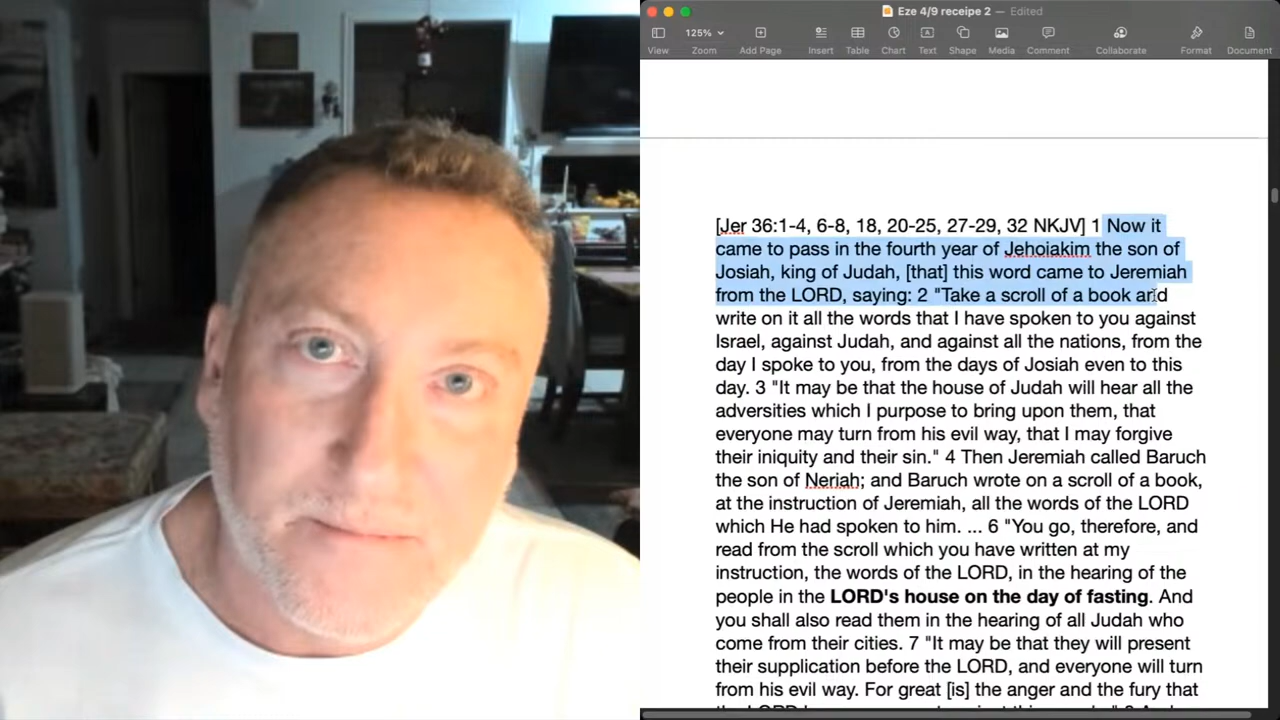 Eze 4/9 receipe 2 — Edited
125%
View Zoom Add Page Insert Table Chart Text Shape Media Comment Collaborate Format Document
[Jer 36:1-4, 6-8, 18, 20-25, 27-29, 32 NKJV] 1 Now it
came to pass in the fourth year of Jehoiakim the son of
Josiah, king of Judah, [that] this word came to Jeremiah
from the LORD, saying: 2 "Take a scroll of a book and
write on it all the words that I have spoken to you against
Israel, against Judah, and against all the nations, from the
day I spoke to you, from the days of Josiah even to this
day. 3 "It may be that the house of Judah will hear all the
adversities which I purpose to bring upon them, that
everyone may turn from his evil way, that I may forgive
their iniquity and their sin." 4 Then Jeremiah called Baruch
the son of Neriah; and Baruch wrote on a scroll of a book,
at the instruction of Jeremiah, all the words of the LORD
which He had spoken to him. ... 6 "You go, therefore, and
read from the scroll which you have written at my
instruction, the words of the LORD, in the hearing of the
people in the LORD's house on the day of fasting. And
you shall also read them in the hearing of all Judah who
come from their cities. 7 "It may be that they will present
their supplication before the LORD, and everyone will turn
from his evil way. For great [is] the anger and the fury that